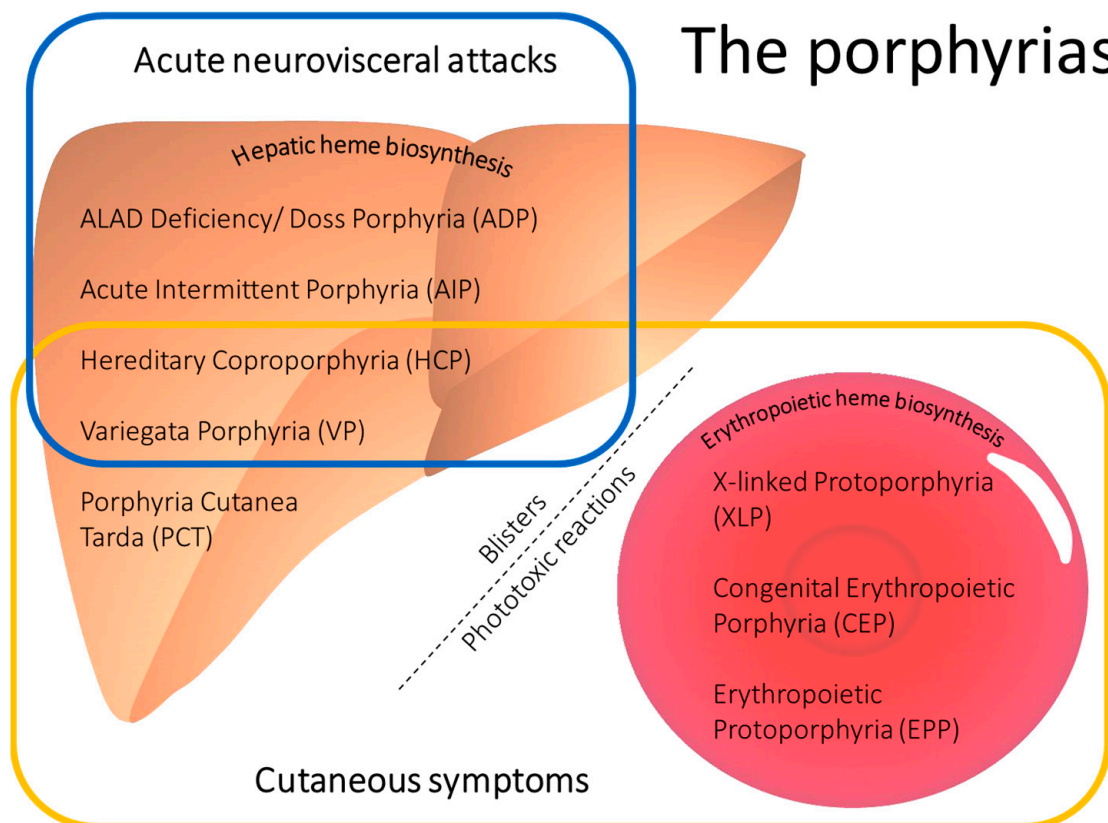 The porphyrias
Acute neurovisceral attacks
Hepatic heme biosynthesis
ALAD Deficiency/ Doss Porphyria (ADP)
Acute Intermittent Porphyria (AIP)
Hereditary Coproporphyria (HCP)
Variegata Porphyria (VP)
Porphyria Cutanea
Tarda (PCT)
Blisters
Phototoxic reactions
Erythropoietic heme biosynthesis
X-linked Protoporphyria
(XLP)
Congenital Erythropoietic
Porphyria (CEP)
Erythropoietic
Protoporphyria (EPP)
Cutaneous symptoms